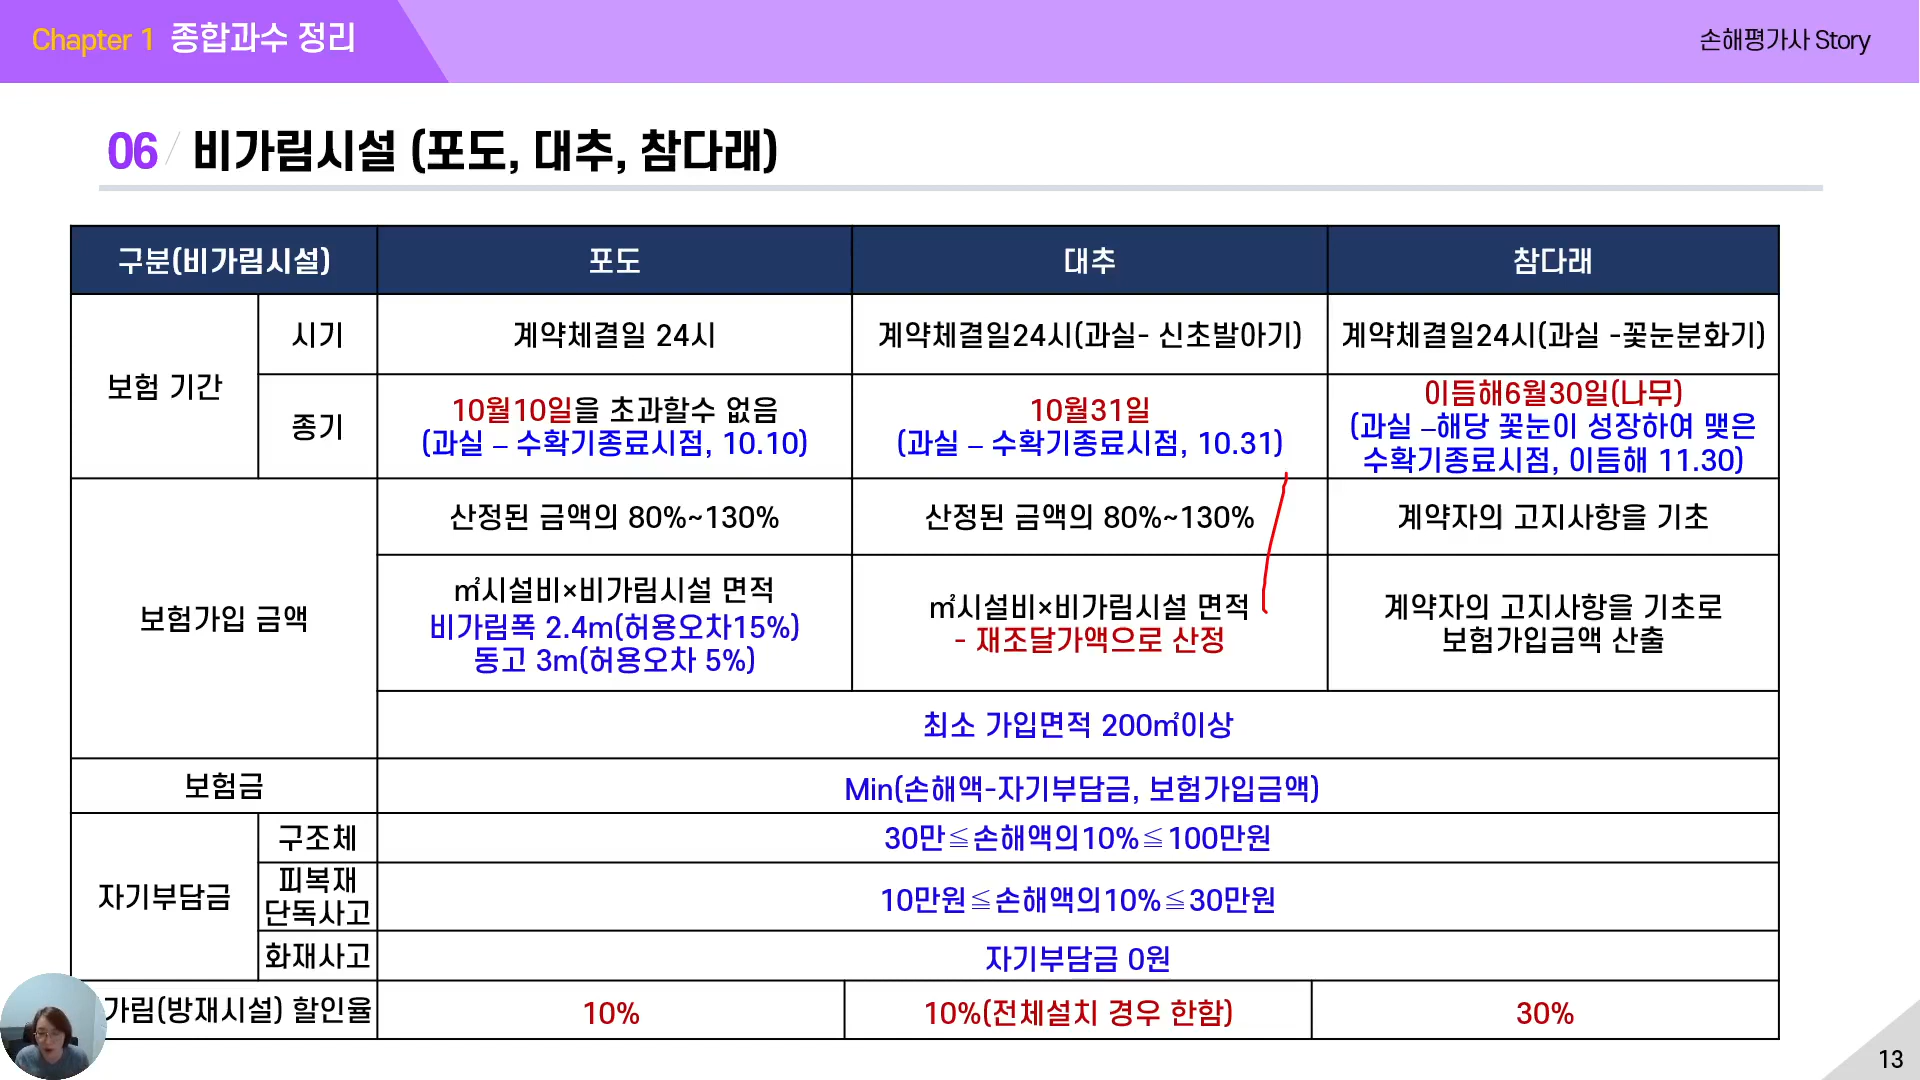 Chapter 1 종합과수 정리
손해평가사 Story
06 / 비가림시설 (포도, 대추, 참다래)
구분(비가림시설)
포도
대추
참다래
보험 기간
시기
계약체결일 24시
계약체결일24시(과실- 신초발아기)
계약체결일24시(과실 -꽃눈분화기)
종기
10월10일을 초과할수 없음
(과실 – 수확기종료시점, 10.10)
10월31일
(과실 – 수확기종료시점, 10.31)
이듬해6월30일(나무)
(과실 –해당 꽃눈이 성장하여 맺은
수확기종료시점, 이듬해 11.30)
보험가입 금액
산정된 금액의 80%~130%
산정된 금액의 80%~130%
계약자의 고지사항을 기초
㎡시설비×비가림시설 면적
비가림폭 2.4m(허용오차15%)
동고 3m(허용오차 5%)
㎡시설비×비가림시설 면적
- 재조달가액으로 산정
계약자의 고지사항을 기초로
보험가입금액 산출
최소 가입면적 200㎡이상
보험금
Min(손해액-자기부담금, 보험가입금액)
자기부담금
구조체
30만≦손해액의10%≦100만원
피복재
단독사고
10만원≦손해액의10%≦30만원
화재사고
자기부담금 0원
가림(방재시설) 할인율
10%
10%(전체설치 경우 한함)
30%
13